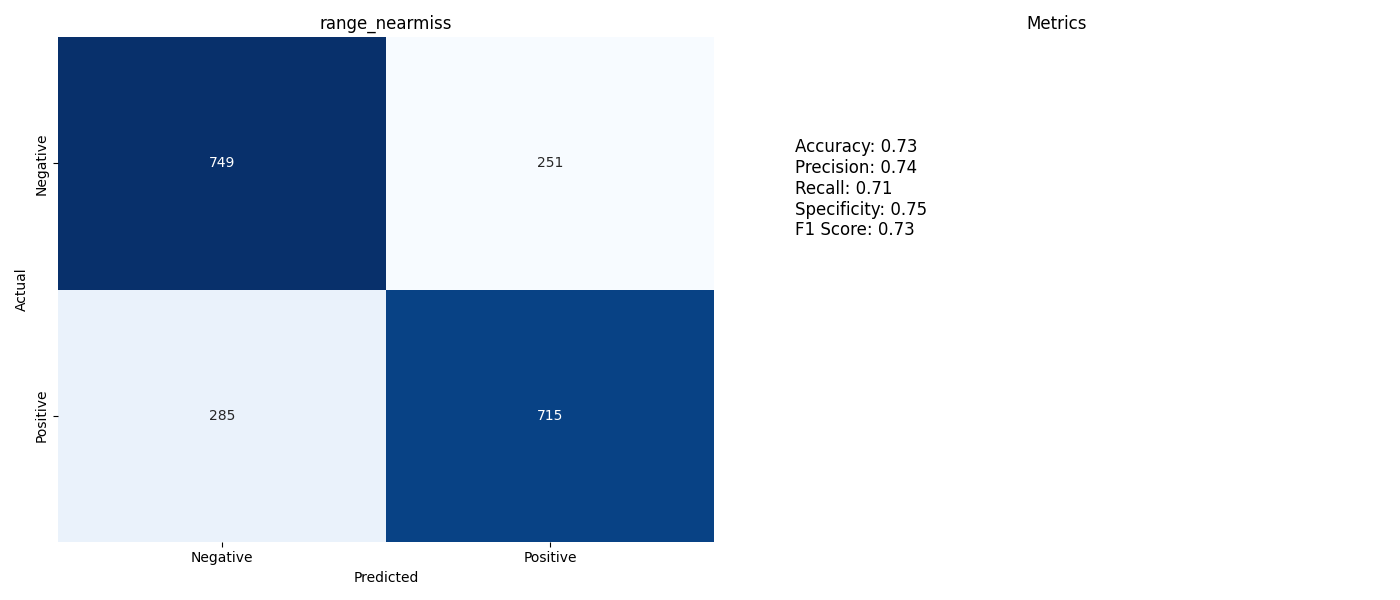 range_nearmiss
Metrics
Negative
749
251
Accuracy: 0.73
Precision: 0.74
Recall: 0.71
Specificity: 0.75
F1 Score: 0.73
Actual
Positive
285
715
Negative
Positive
Predicted